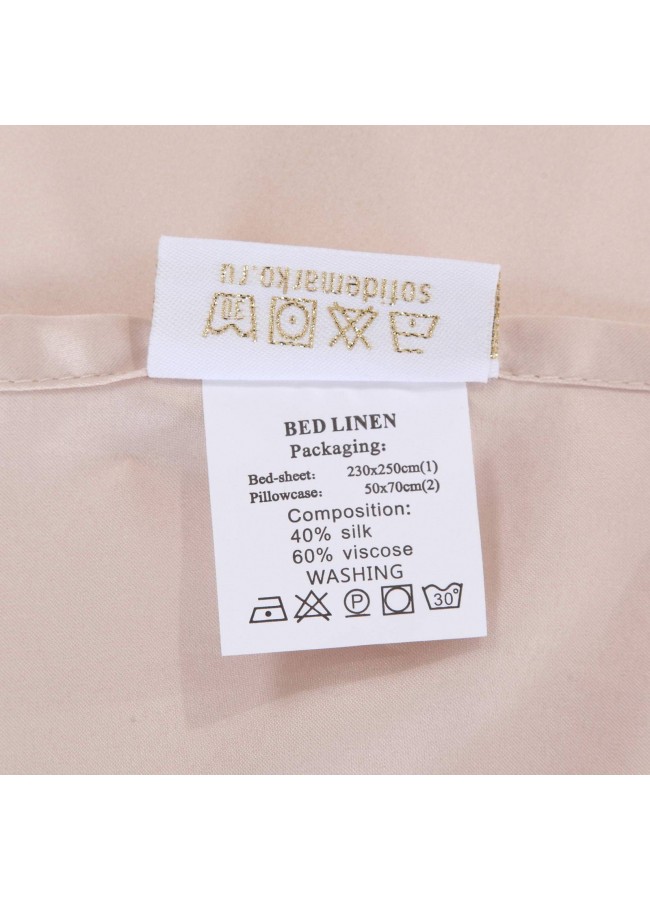 sofidemarko.ru
30
BED LINEN
Packaging:
Bed-sheet: 230x250cm(1)
Pillowcase: 50x70cm(2)
Composition:
40% silk
60% viscose
WASHING
P 30°